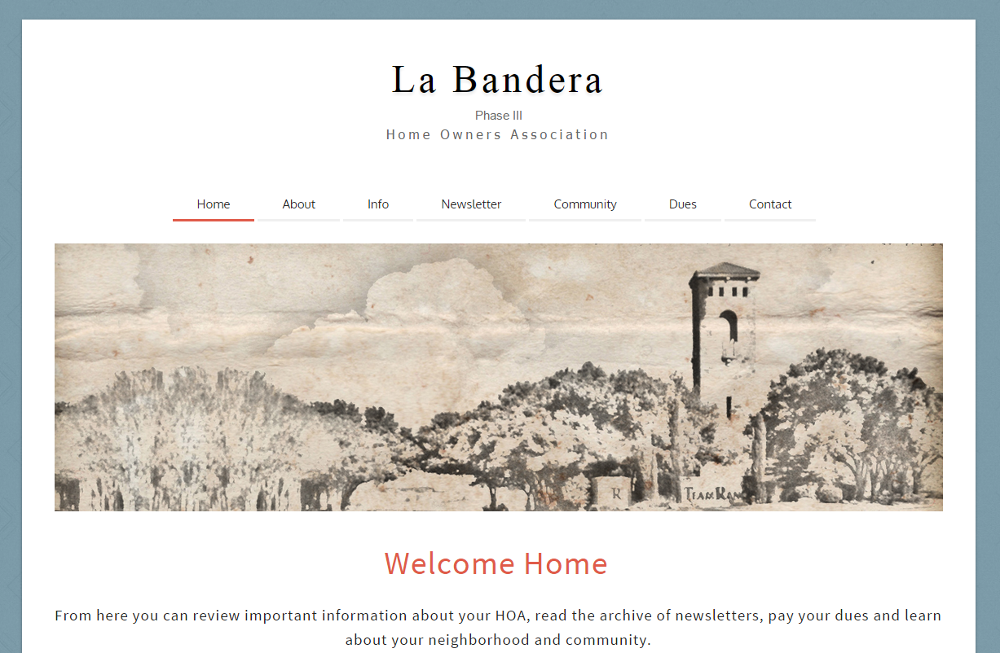 La Bandera
Phase III
Home Owners Association
Home About Info Newsletter Community Dues Contact
R
Welcome Home
From here you can review important information about your HOA, read the archive of newsletters, pay your dues and learn
about your neighborhood and community.